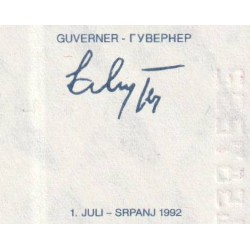 GUVERNER - ГУВЕРНЕР
1. JULI – SRPANJ 1992